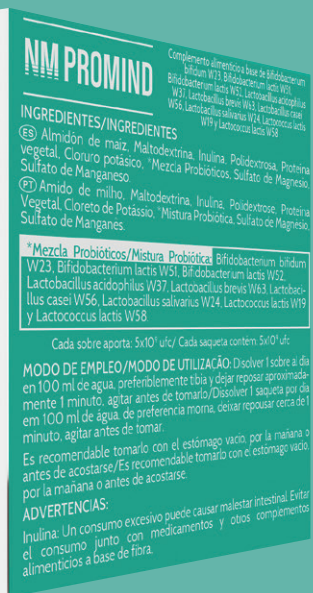 NM PROMIND
Complemento alimenticio a base de Bifidobacterium
bifidum W23, Bifidobacterium lactis W51,
Bifidobacterium lactis W52, Lactobacillus acidophilus
W37, Lactobacillus brevis W63, Lactobacillus casei
W56, Lactobacillus salivarius W24, Lactococcus lactis
W19 y Lactococcus lactis W58
INGREDIENTES/INGREDIENTES
ES Almidón de maíz, Maltodextrina, Inulina, Polidextrosa, Proteína
vegetal, Cloruro potásico, *Mezcla Probióticos, Sulfato de Magnesio,
Sulfato de Manganeso.
PT Amido de milho, Maltodextrina, Inulina, Polidextrose, Proteína
Vegetal, Cloreto de Potássio, *Mistura Probiótica, Sulfato de Magnésio,
Sulfato de Manganês.
*Mezcla Probióticos/Mistura Probiótica: Bifidobacterium bifidum
W23, Bifidobacterium lactis W51, Bifidobacterium lactis W52,
Lactobacillus acidophilus W37, Lactobacillus brevis W63, Lactobaci-
llus casei W56, Lactobacillus salivarius W24, Lactococcus lactis W19
y Lactococcus lactis W58.
Cada sobre aporta: 5x10⁹ ufc/ Cada saqueta contem: 5x10⁹ ufc
MODO DE EMPLEO/MODO DE UTILIZAÇÃO: Disolver 1 sobre al día
en 100 ml de agua, preferiblemente tibia y dejar reposar aproximada-
mente 1 minuto, agitar antes de tomarlo/Dissolver 1 saqueta por dia
em 100 ml de água, de preferencia morna, deixar repousar cerca de 1
minuto, agitar antes de tomar.
Es recomendable tomarlo con el estómago vacío, por la mañana o
antes de acostarse/Es recomendable tomarlo con el estómago vacío,
por la mañana o antes de acostarse.
ADVERTENCIAS:
Inulina: Un consumo excesivo puede causar malestar intestinal. Evitar
el consumo junto con medicamentos y otros complementos
alimenticios a base de fibra.